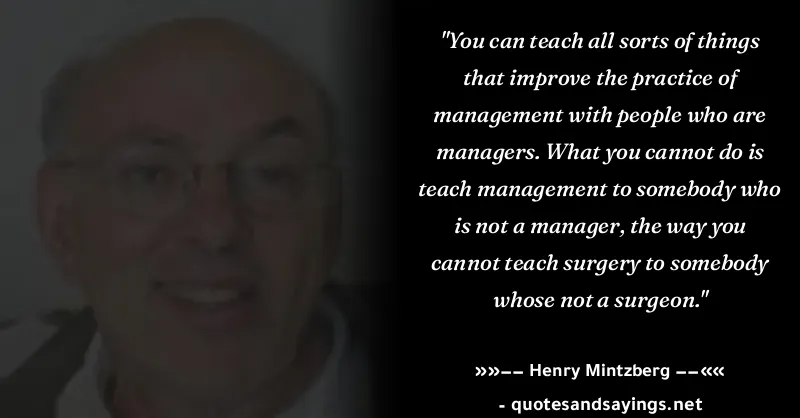 "You can teach all sorts of things
that improve the practice of
management with people who are
managers. What you cannot do is
teach management to somebody who
is not a manager, the way you
cannot teach surgery to somebody
whose not a surgeon."
»»−− Henry Mintzberg −−««
- quotesandsayings.net